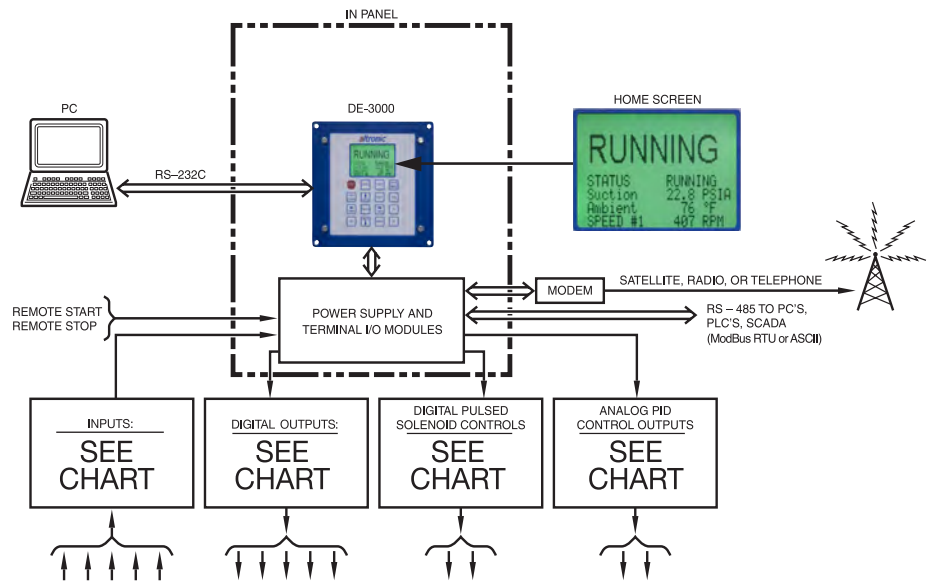 IN PANEL
PC
DE-3000
HOME SCREEN
altronic
RUNNING
RUNNING
STATUS RUNNING
Suction 22.8 PSIA
Ambient 76 °F
SPEED #1 407 RPM
RS–232C
POWER SUPPLY AND
TERMINAL I/O MODULES
MODEM
SATELLITE, RADIO, OR TELEPHONE
RS – 485 TO PC'S,
PLC'S, SCADA
(ModBus RTU or ASCII)
REMOTE START
REMOTE STOP
INPUTS:
SEE
CHART
DIGITAL OUTPUTS:
SEE
CHART
DIGITAL PULSED
SOLENOID CONTROLS
SEE
CHART
ANALOG PID
CONTROL OUTPUTS
SEE
CHART